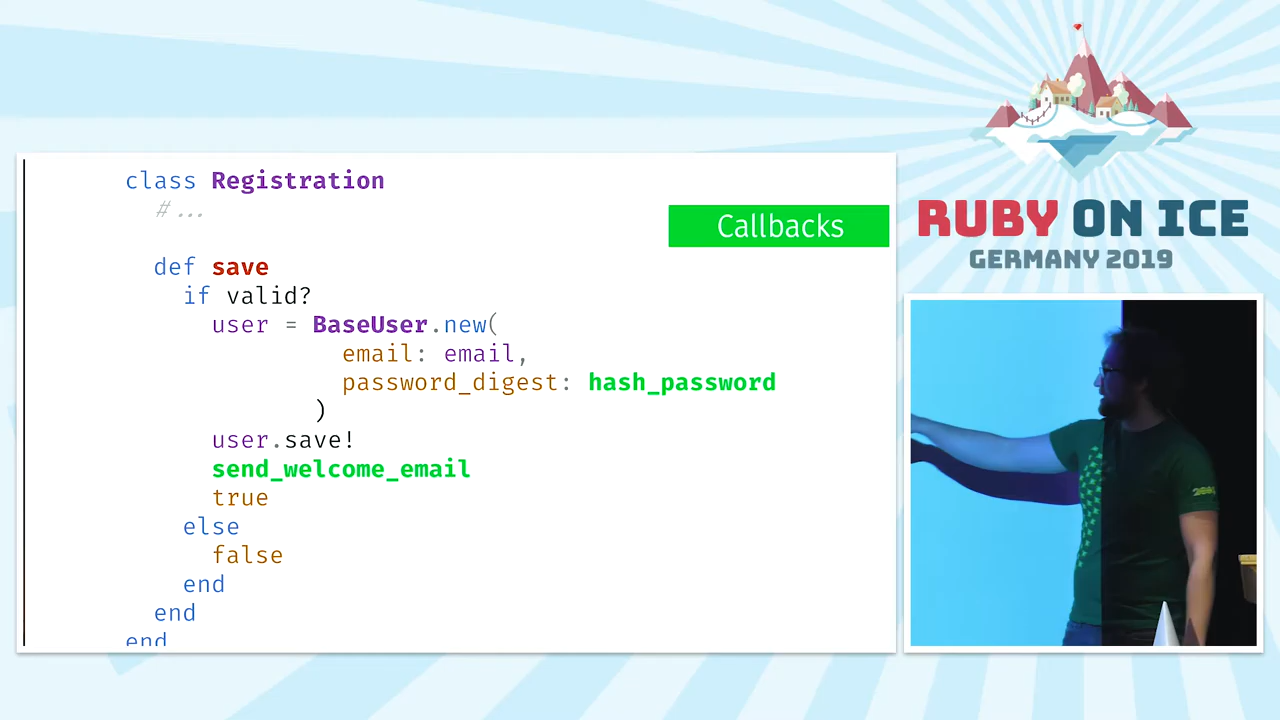 class Registration
#...
Callbacks
def save
if valid?
user = BaseUser.new(
email: email,
password_digest: hash_password
)
user.save!
send_welcome_email
true
else
false
end
end
end
RUBY ON ICE
GERMANY 2019